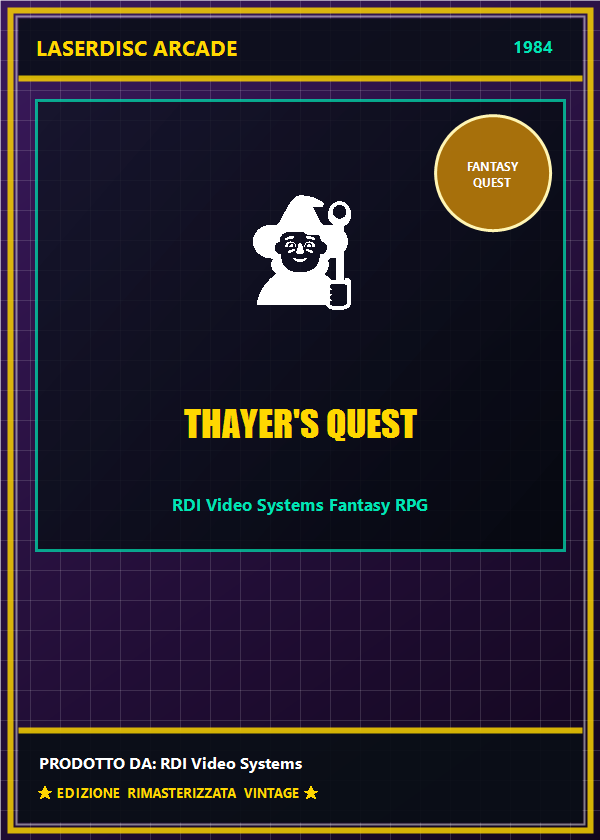 LASERDISC ARCADE
1984
FANTASY
QUEST
THAYER'S QUEST
RDI Video Systems Fantasy RPG
PRODOTTO DA: RDI Video Systems
★ EDIZIONE RIMASTERIZZATA VINTAGE ★